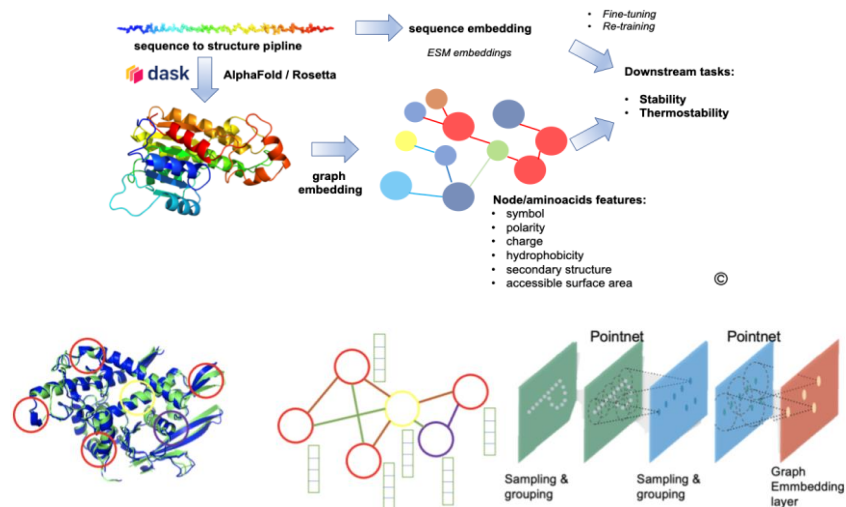 sequence to structure pipline
sequence embedding
ESM embeddings
• Fine-tuning
• Re-training
dask
AlphaFold / Rosetta
Downstream tasks:
• Stability
• Thermostability
graph
embedding
Node/aminoacids features:
• symbol
• polarity
• charge
• hydrophobicity
• secondary structure
• accessible surface area
©
Pointnet
Pointnet
Sampling &
grouping
Sampling &
grouping
Graph
Emmbedding
layer